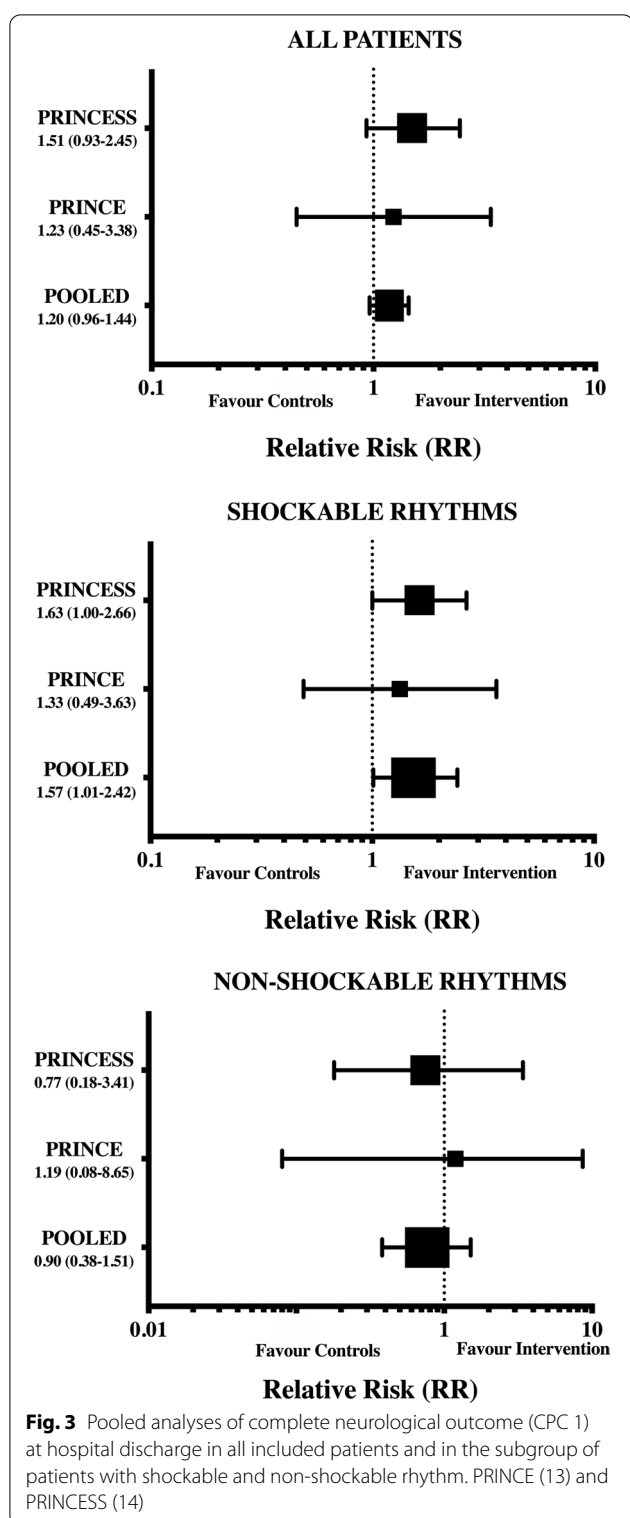 ALL PATIENTS
PRINCESS
1.51 (0.93-2.45)
PRINCE
1.23 (0.45-3.38)
POOLED
1.20 (0.96-1.44)
0.1 1 10
Favour Controls Favour Intervention
Relative Risk (RR)
SHOCKABLE RHYTHMS
PRINCESS
1.63 (1.00-2.66)
PRINCE
1.33 (0.49-3.63)
POOLED
1.57 (1.01-2.42)
0.1 1 10
Favour Controls Favour Intervention
Relative Risk (RR)
NON-SHOCKABLE RHYTHMS
PRINCESS
0.77 (0.18-3.41)
PRINCE
1.19 (0.08-8.65)
POOLED
0.90 (0.38-1.51)
0.01 1 10
Favour Controls Favour Intervention
Relative Risk (RR)
Fig. 3 Pooled analyses of complete neurological outcome (CPC 1)
at hospital discharge in all included patients and in the subgroup of
patients with shockable and non-shockable rhythm. PRINCE (13) and
PRINCESS (14)